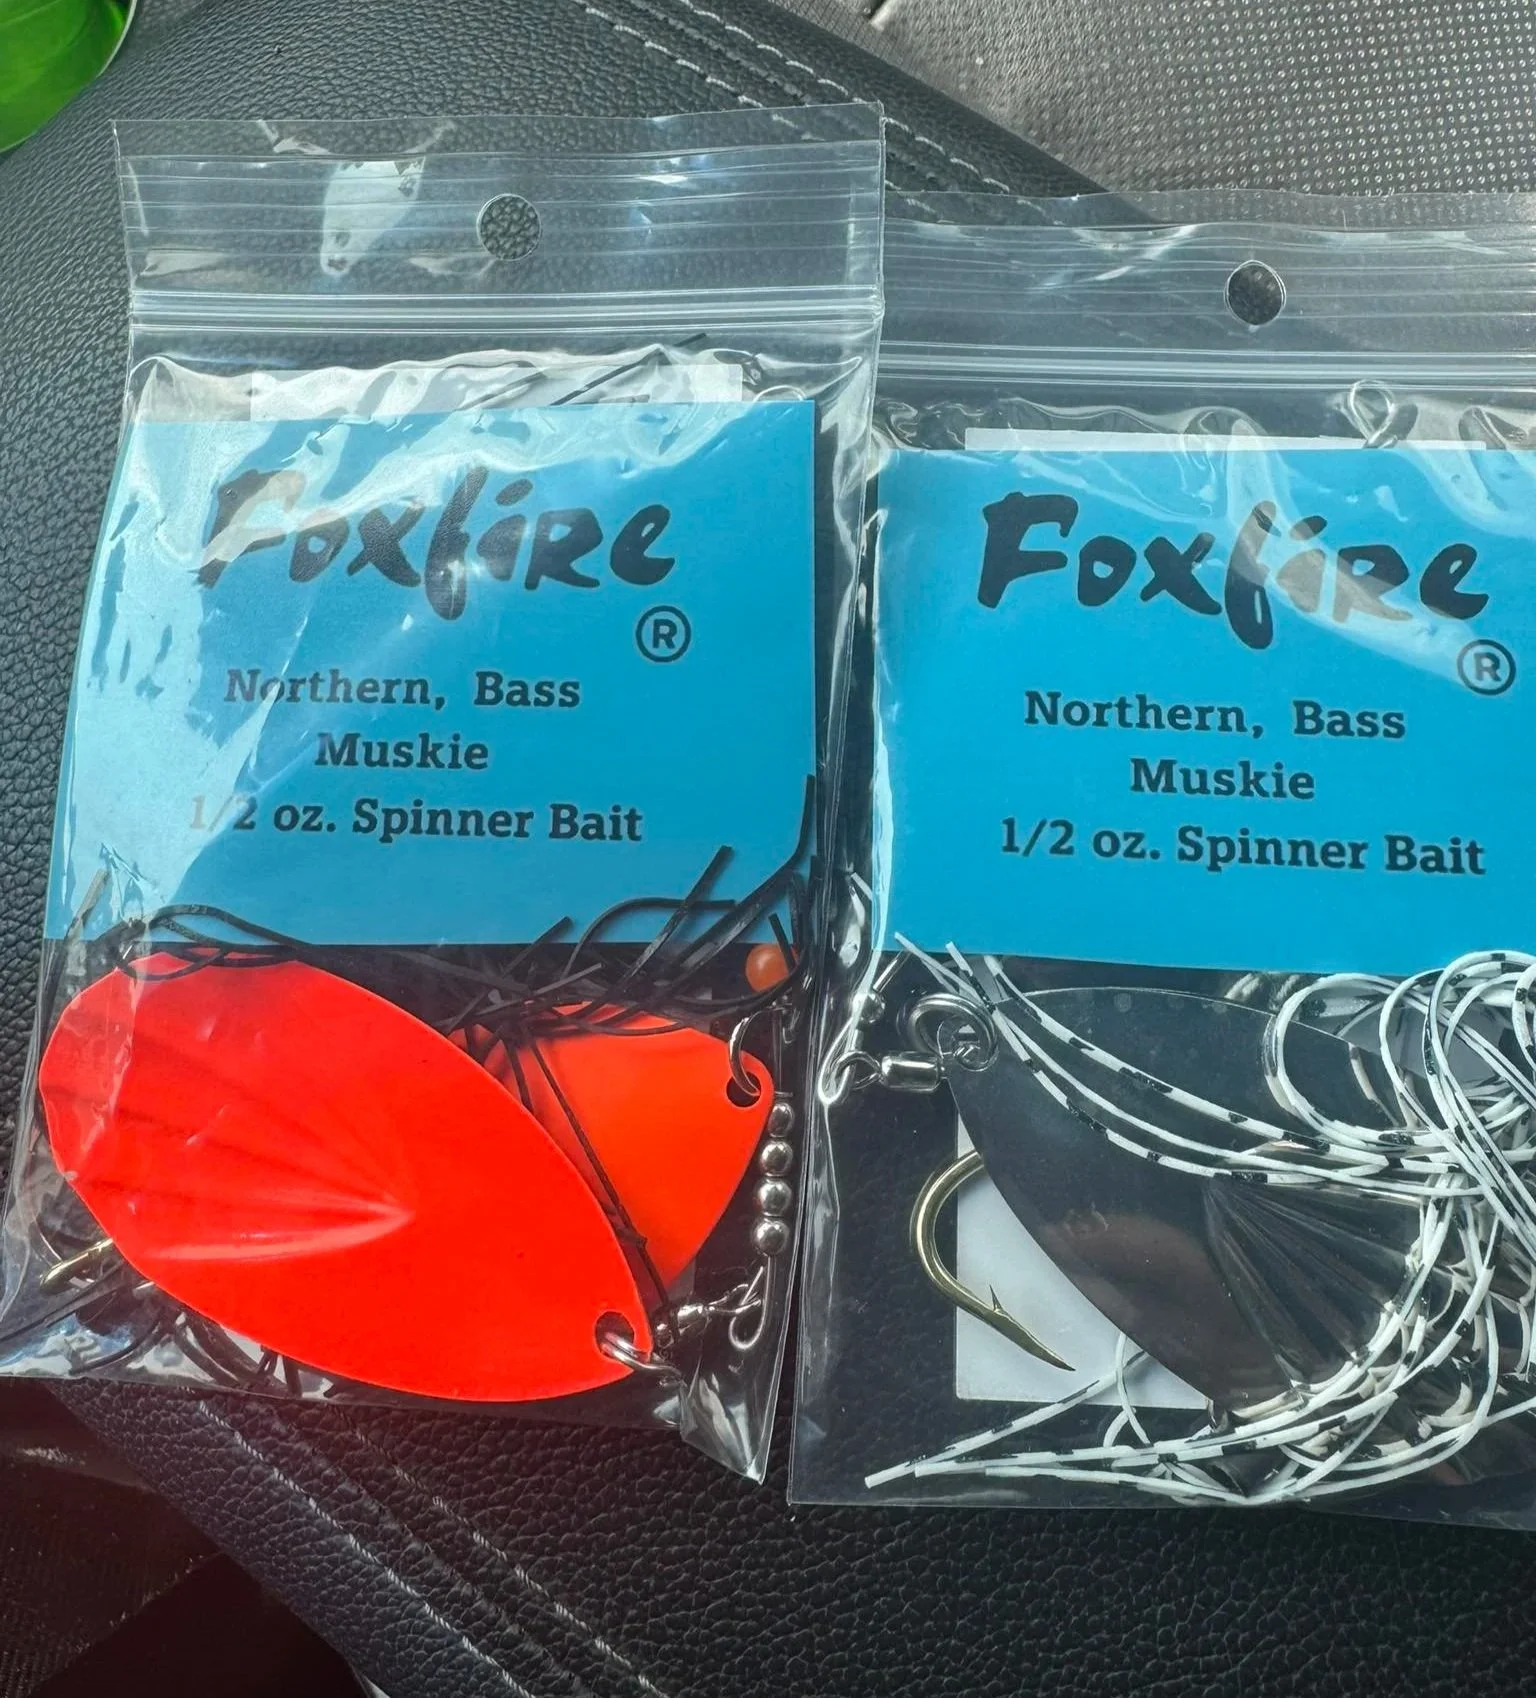 Foxfire
®
Northern, Bass
Muskie
1/2 oz. Spinner Bait
Foxfire
®
Northern, Bass
Muskie
1/2 oz. Spinner Bait